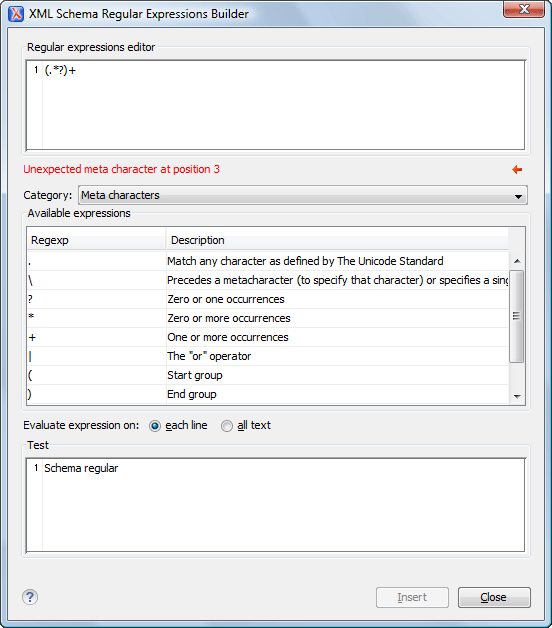 XML Schema Regular Expressions Builder
Regular expressions editor
1 (.*?)+
Unexpected meta character at position 3
Category: Meta characters
Available expressions
Regexp Description
. Match any character as defined by The Unicode Standard
\ Precedes a metacharacter (to specify that character) or specifies a sing
? Zero or one occurrences
* Zero or more occurrences
+ One or more occurrences
| The "or" operator
( Start group
) End group
Evaluate expression on: each line all text
Test
1 Schema regular
? Insert Close